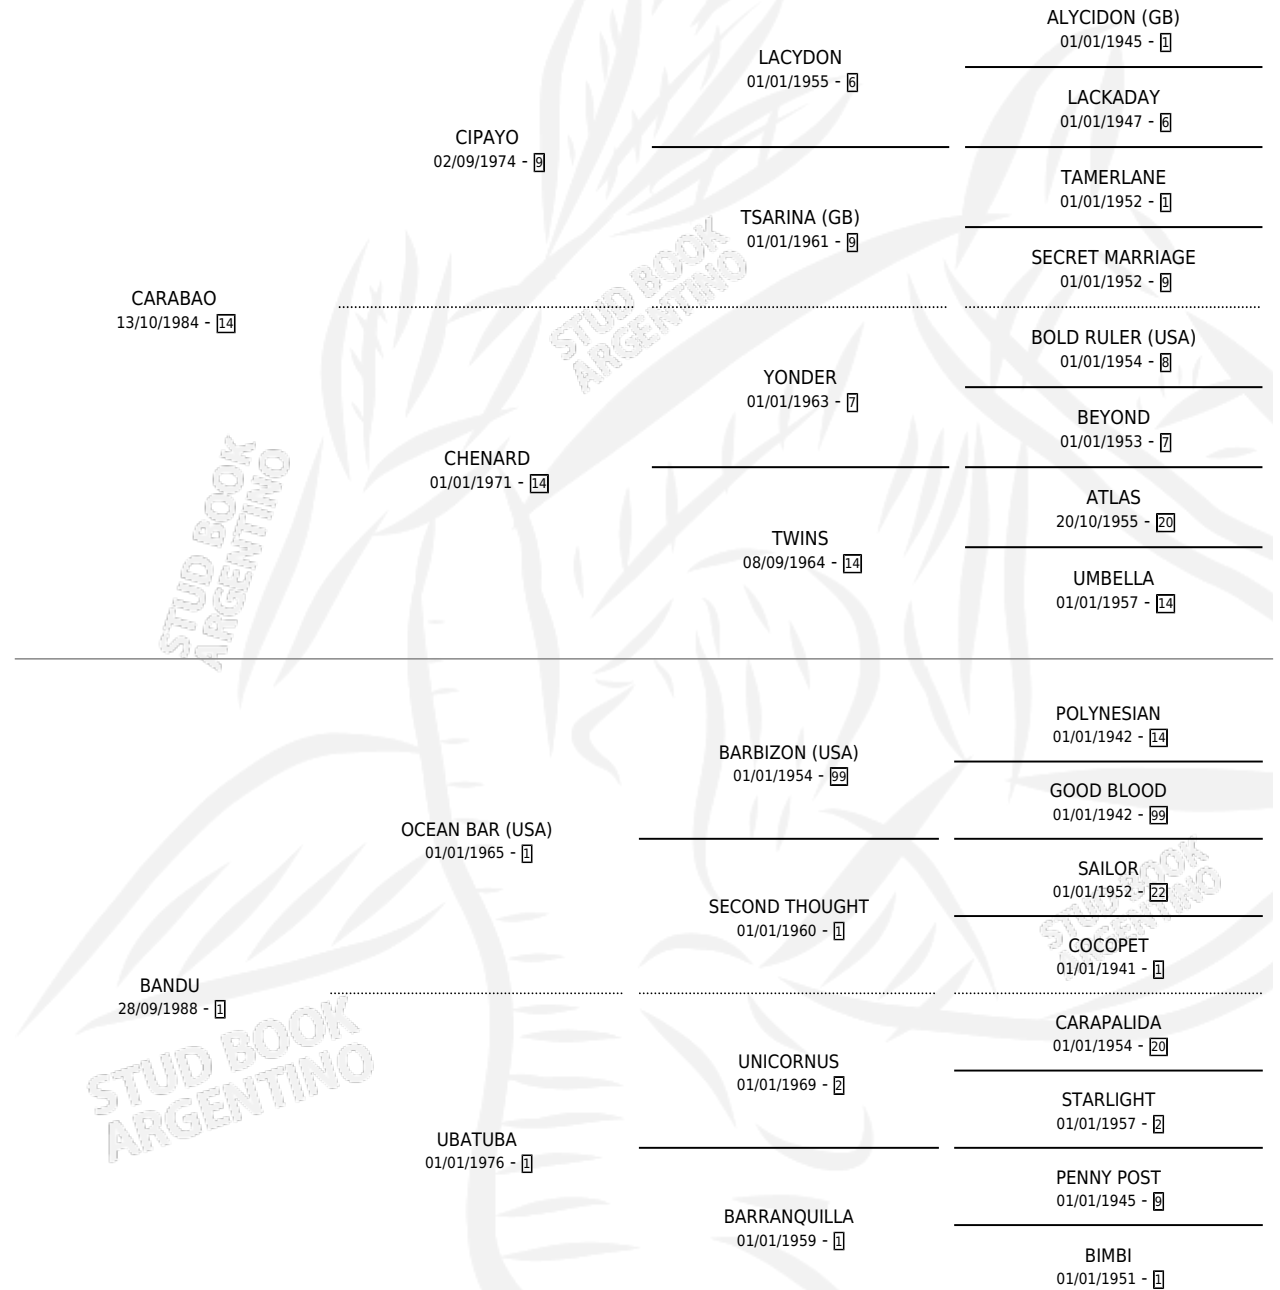 ALYCIDON (GB)
01/01/1945 - 1
LACYDON
01/01/1955 - 6
LACKADAY
01/01/1947 - 6
CIPAYO
02/09/1974 - 9
TAMERLANE
01/01/1952 - 1
TSARINA (GB)
01/01/1961 - 9
SECRET MARRIAGE
01/01/1952 - 9
CARABAO
13/10/1984 - 14
BOLD RULER (USA)
01/01/1954 - 8
YONDER
01/01/1963 - 7
BEYOND
01/01/1953 - 7
CHENARD
01/01/1971 - 14
ATLAS
20/10/1955 - 20
TWINS
08/09/1964 - 14
UMBELLA
01/01/1957 - 14
STUD BOOK
ARGENTINO
STUD BOOK
ARGENTINO
POLYNESIAN
01/01/1942 - 14
BARBIZON (USA)
01/01/1954 - 99
GOOD BLOOD
01/01/1942 - 99
OCEAN BAR (USA)
01/01/1965 - 1
SAILOR
01/01/1952 - 22
SECOND THOUGHT
01/01/1960 - 1
COCOPET
01/01/1941 - 1
BANDU
28/09/1988 - 1
CARAPALIDA
01/01/1954 - 20
UNICORNUS
01/01/1969 - 2
STARLIGHT
01/01/1957 - 2
UBATUBA
01/01/1976 - 1
PENNY POST
01/01/1945 - 9
BARRANQUILLA
01/01/1959 - 1
BIMBI
01/01/1951 - 1
STUD BOOK
ARGENTINO
STUD BOOK
ARGENTINO